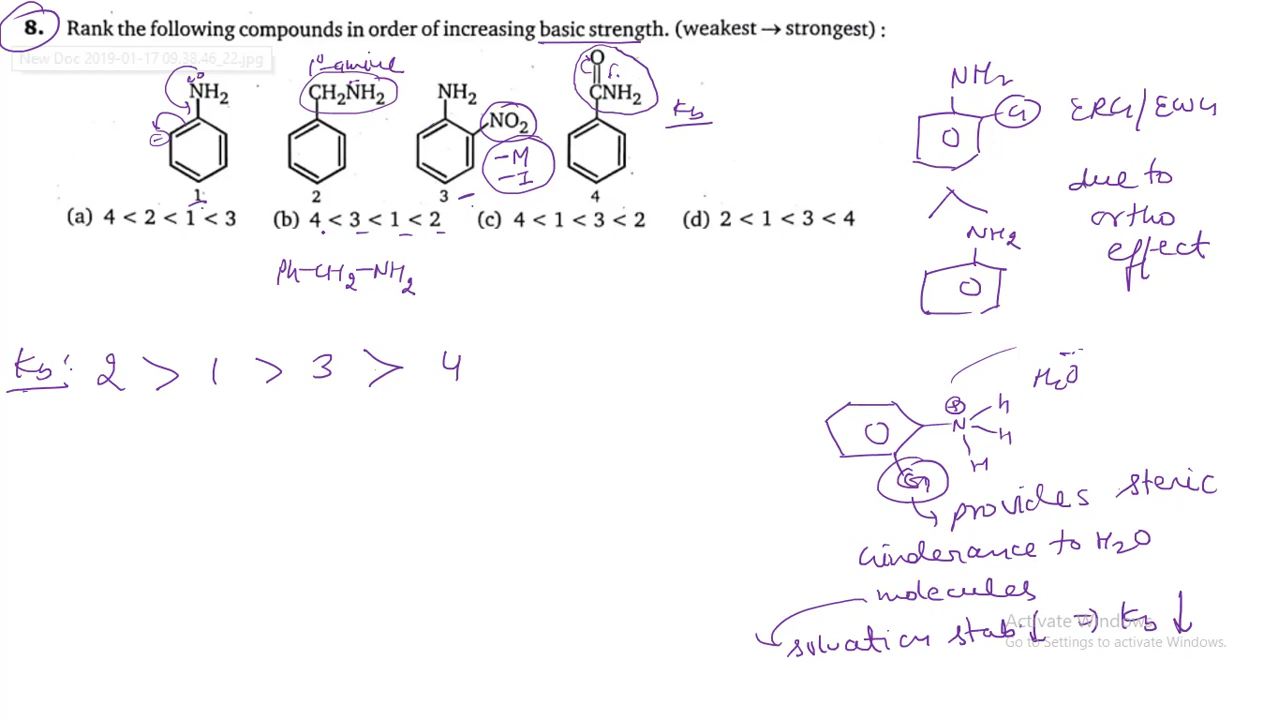 8. Rank the following compounds in order of increasing basic strength. (weakest → strongest) :
New Doc 2019-01-17 09.38.46_22.jpg
1° amine
NH2 CH2NH2 NH2 NO2 O CNH2 Kb
-M
-I
1 2 3 4
(a) 4 < 2 < 1 < 3 (b) 4 < 3 < 1 < 2 (c) 4 < 1 < 3 < 2 (d) 2 < 1 < 3 < 4
Ph-CH2-NH2
Kb: 2 > 1 > 3 > 4
NH2
G ERG/EWG
due to
ortho
effect
NH2
H2O
⊕
N H
H
H
G
provides steric
hinderance to H2O
molecules
solvation stab ↓ ⇒ Kb ↓
Activate Windows
Go to Settings to activate Windows.